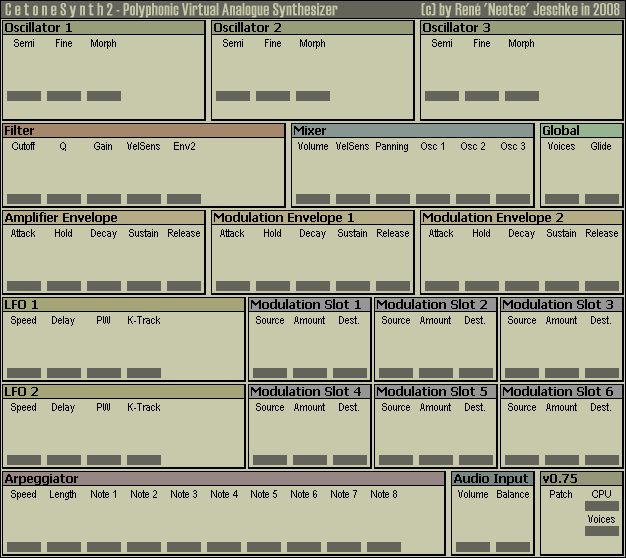 CetoneSynth2 - Polyphonic Virtual Analogue Synthesizer (c) by René 'Neotec' Jeschke in 2008
Oscillator 1 Oscillator 2 Oscillator 3
Semi Fine Morph Semi Fine Morph Semi Fine Morph
Filter Mixer Global
Cutoff Q Gain VelSens Env2 Volume VelSens Panning Osc 1 Osc 2 Osc 3 Voices Glide
Amplifier Envelope Modulation Envelope 1 Modulation Envelope 2
Attack Hold Decay Sustain Release Attack Hold Decay Sustain Release Attack Hold Decay Sustain Release
LFO 1 Modulation Slot 1 Modulation Slot 2 Modulation Slot 3
Speed Delay PW K-Track Source Amount Dest. Source Amount Dest. Source Amount Dest.
LFO 2 Modulation Slot 4 Modulation Slot 5 Modulation Slot 6
Speed Delay PW K-Track Source Amount Dest. Source Amount Dest. Source Amount Dest.
Arpeggiator Audio Input v0.75
Speed Length Note 1 Note 2 Note 3 Note 4 Note 5 Note 6 Note 7 Note 8 Volume Balance Patch CPU
Voices